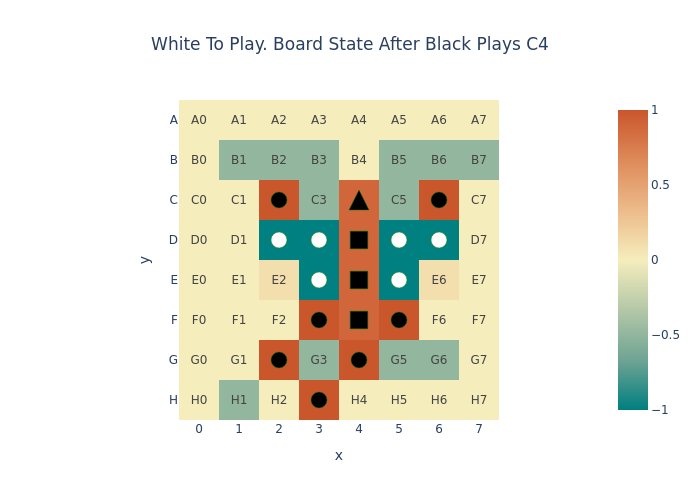 White To Play. Board State After Black Plays C4
A A0 A1 A2 A3 A4 A5 A6 A7
B B0 B1 B2 B3 B4 B5 B6 B7
C C0 C1 C3 C5 C7
D D0 D1 D7
E E0 E1 E2 E6 E7
F F0 F1 F2 F6 F7
G G0 G1 G3 G5 G6 G7
H H0 H1 H2 H4 H5 H6 H7
0 1 2 3 4 5 6 7
x
y
1
0.5
0
−0.5
−1